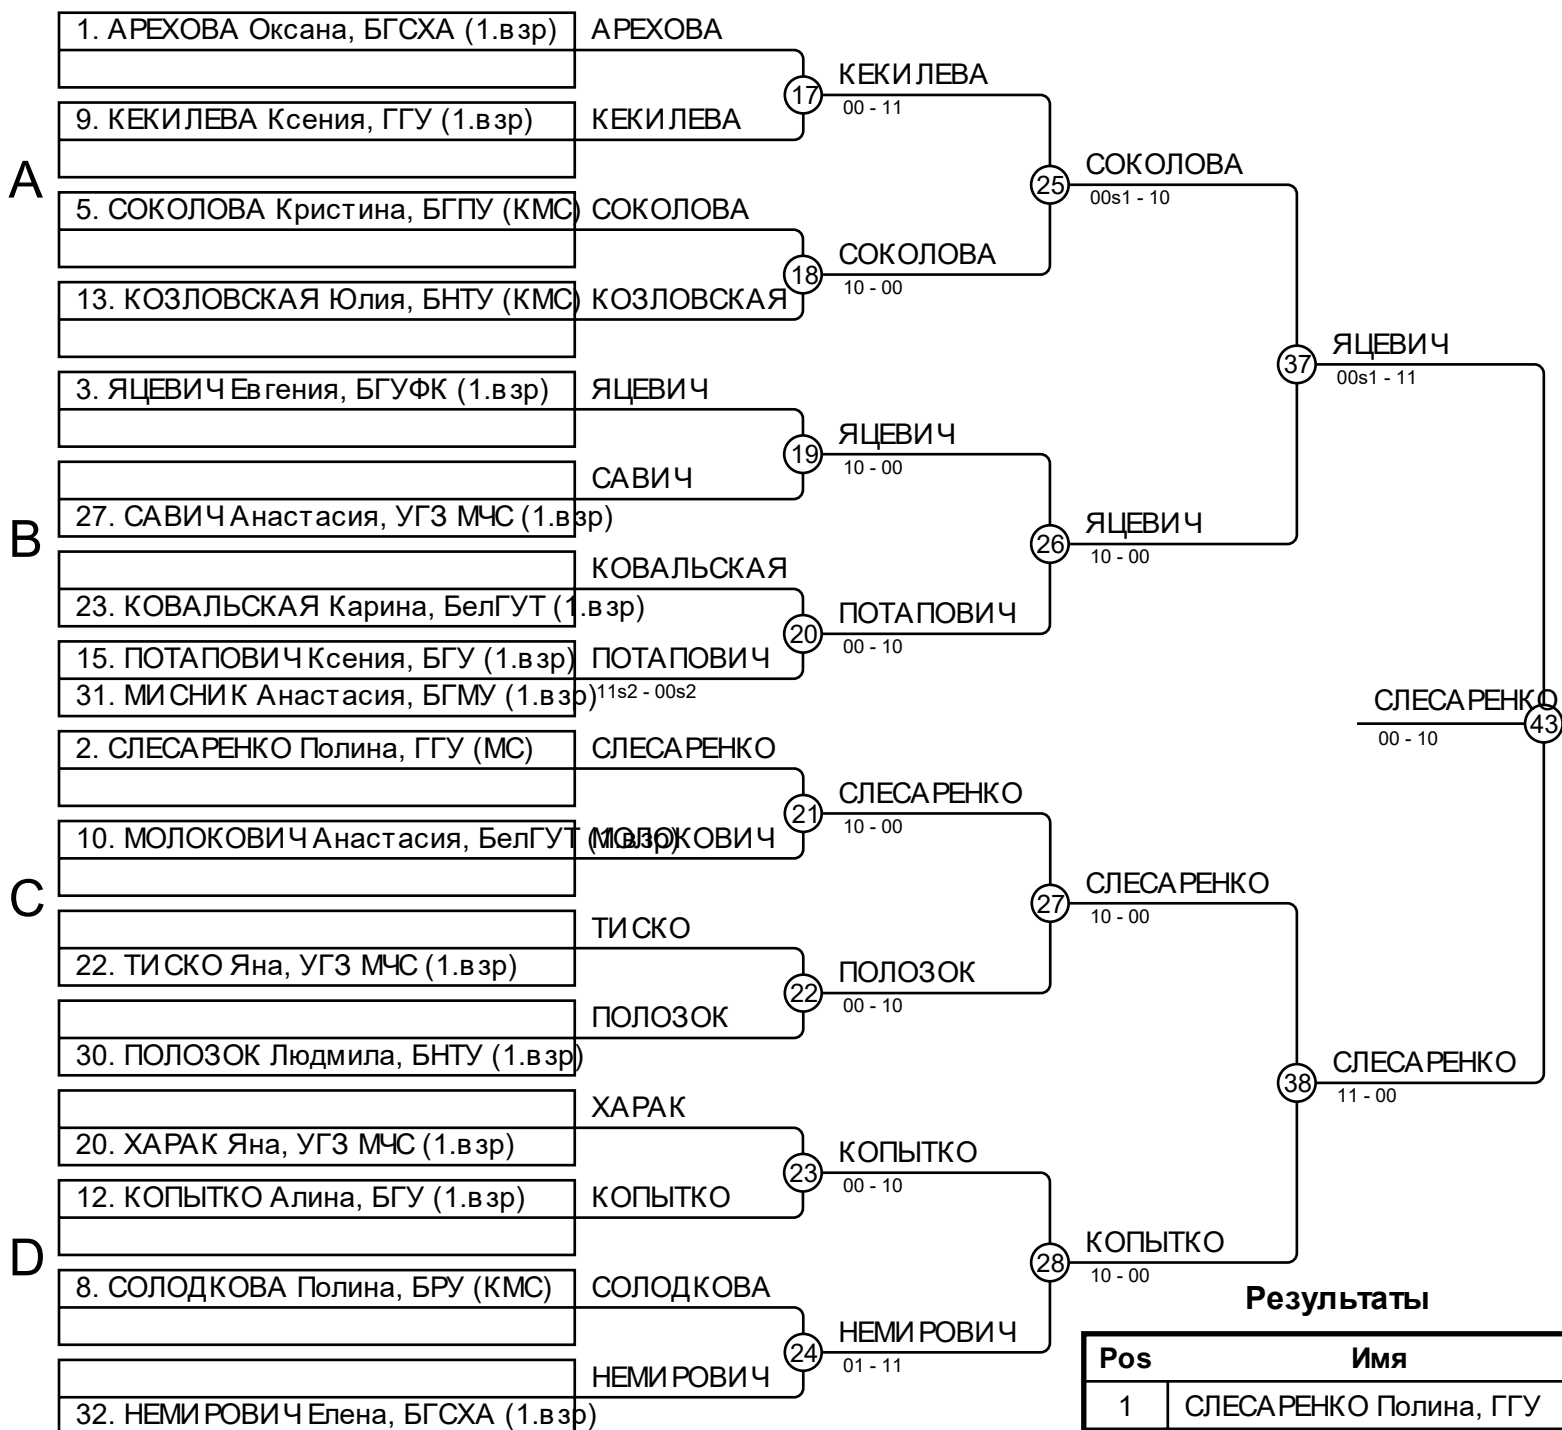 1. АРЕХОВА Оксана, БГСХА (1.взр)
АРЕХОВА
17
КЕКИЛЕВА
00 - 11
9. КЕКИЛЕВА Ксения, ГГУ (1.взр)
КЕКИЛЕВА
A
25
СОКОЛОВА
00s1 - 10
5. СОКОЛОВА Кристина, БГПУ (КМС)
СОКОЛОВА
18
СОКОЛОВА
10 - 00
13. КОЗЛОВСКАЯ Юлия, БНТУ (КМС)
КОЗЛОВСКАЯ
37
ЯЦЕВИЧ
00s1 - 11
3. ЯЦЕВИЧ Евгения, БГУФК (1.взр)
ЯЦЕВИЧ
19
ЯЦЕВИЧ
10 - 00
САВИЧ
27. САВИЧ Анастасия, УГЗ МЧС (1.взр)
B
26
ЯЦЕВИЧ
10 - 00
КОВАЛЬСКАЯ
23. КОВАЛЬСКАЯ Карина, БелГУТ (1.взр)
20
ПОТАПОВИЧ
00 - 10
15. ПОТАПОВИЧ Ксения, БГУ (1.взр)
ПОТАПОВИЧ
31. МИСНИК Анастасия, БГМУ (1.взр)
11s2 - 00s2
СЛЕСАРЕНКО
43
00 - 10
2. СЛЕСАРЕНКО Полина, ГГУ (МС)
СЛЕСАРЕНКО
21
СЛЕСАРЕНКО
10 - 00
10. МОЛОКОВИЧ Анастасия, БелГУТ (1.взр)
МОЛОКОВИЧ
C
27
СЛЕСАРЕНКО
10 - 00
ТИСКО
22. ТИСКО Яна, УГЗ МЧС (1.взр)
22
ПОЛОЗОК
00 - 10
ПОЛОЗОК
30. ПОЛОЗОК Людмила, БНТУ (1.взр)
38
СЛЕСАРЕНКО
11 - 00
ХАРАК
20. ХАРАК Яна, УГЗ МЧС (1.взр)
23
КОПЫТКО
00 - 10
12. КОПЫТКО Алина, БГУ (1.взр)
КОПЫТКО
D
28
КОПЫТКО
10 - 00
8. СОЛОДКОВА Полина, БРУ (КМС)
СОЛОДКОВА
24
НЕМИРОВИЧ
01 - 11
НЕМИРОВИЧ
32. НЕМИРОВИЧ Елена, БГСХА (1.взр)
Результаты
Pos Имя
1 СЛЕСАРЕНКО Полина, ГГУ